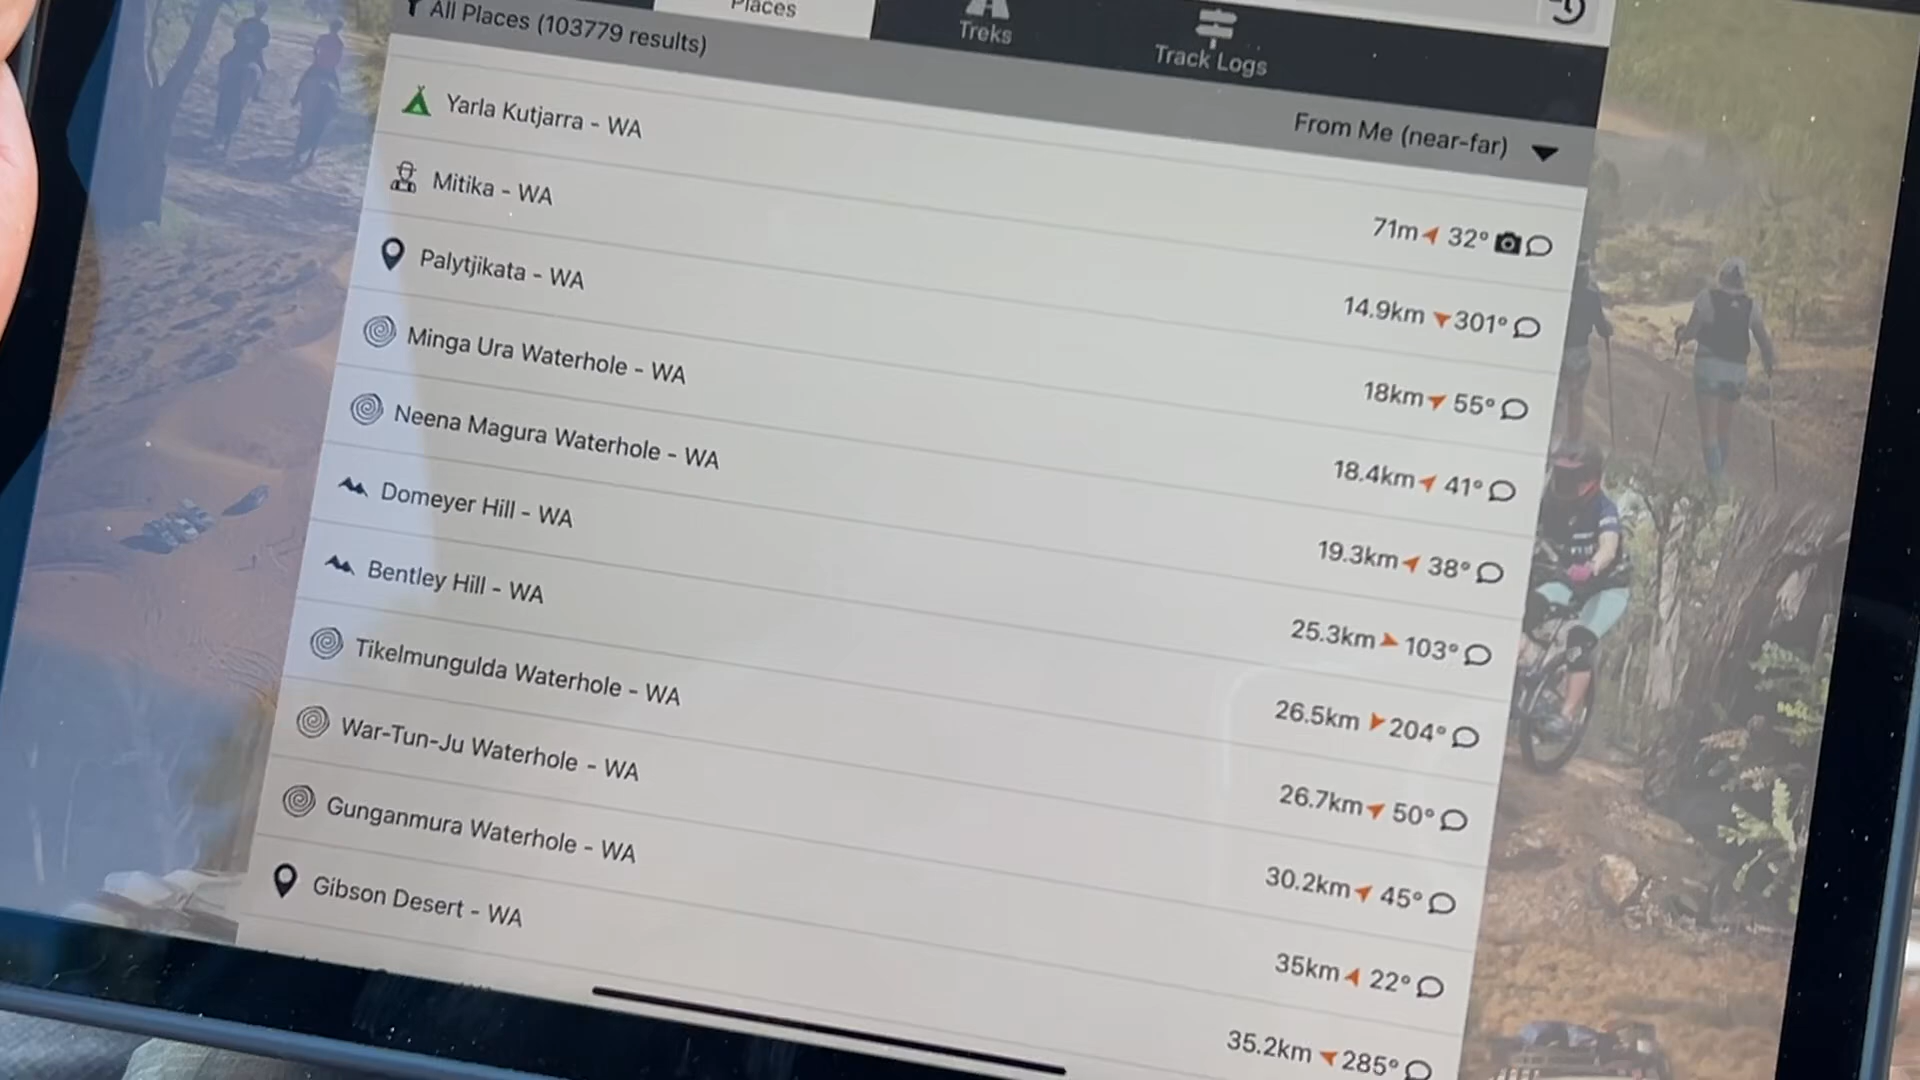 Places
Treks
Track Logs
All Places (103779 results)
From Me (near-far)
Yarla Kutjarra - WA
71m 32°
Mitika - WA
14.9km 301°
Palytjikata - WA
18km 55°
Minga Ura Waterhole - WA
18.4km 41°
Neena Magura Waterhole - WA
19.3km 38°
Domeyer Hill - WA
25.3km 103°
Bentley Hill - WA
26.5km 204°
Tikelmungulda Waterhole - WA
26.7km 50°
War-Tun-Ju Waterhole - WA
30.2km 45°
Gunganmura Waterhole - WA
35km 22°
Gibson Desert - WA
35.2km 285°